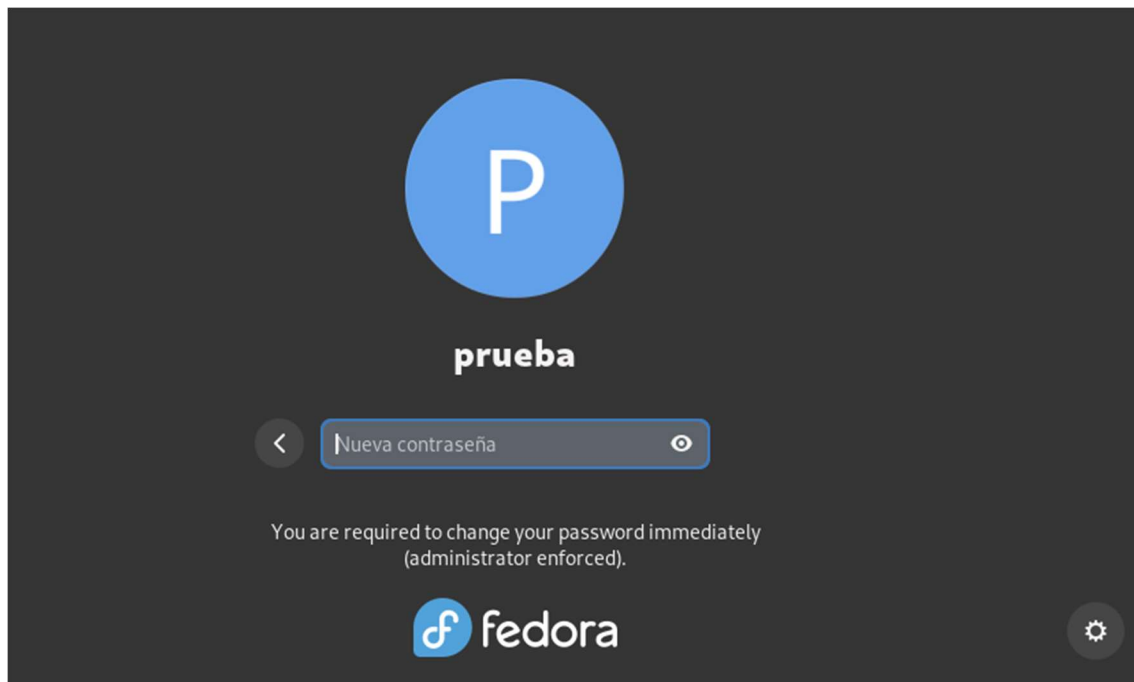 P
prueba
Nueva contraseña
You are required to change your password immediately
(administrator enforced).
fedora